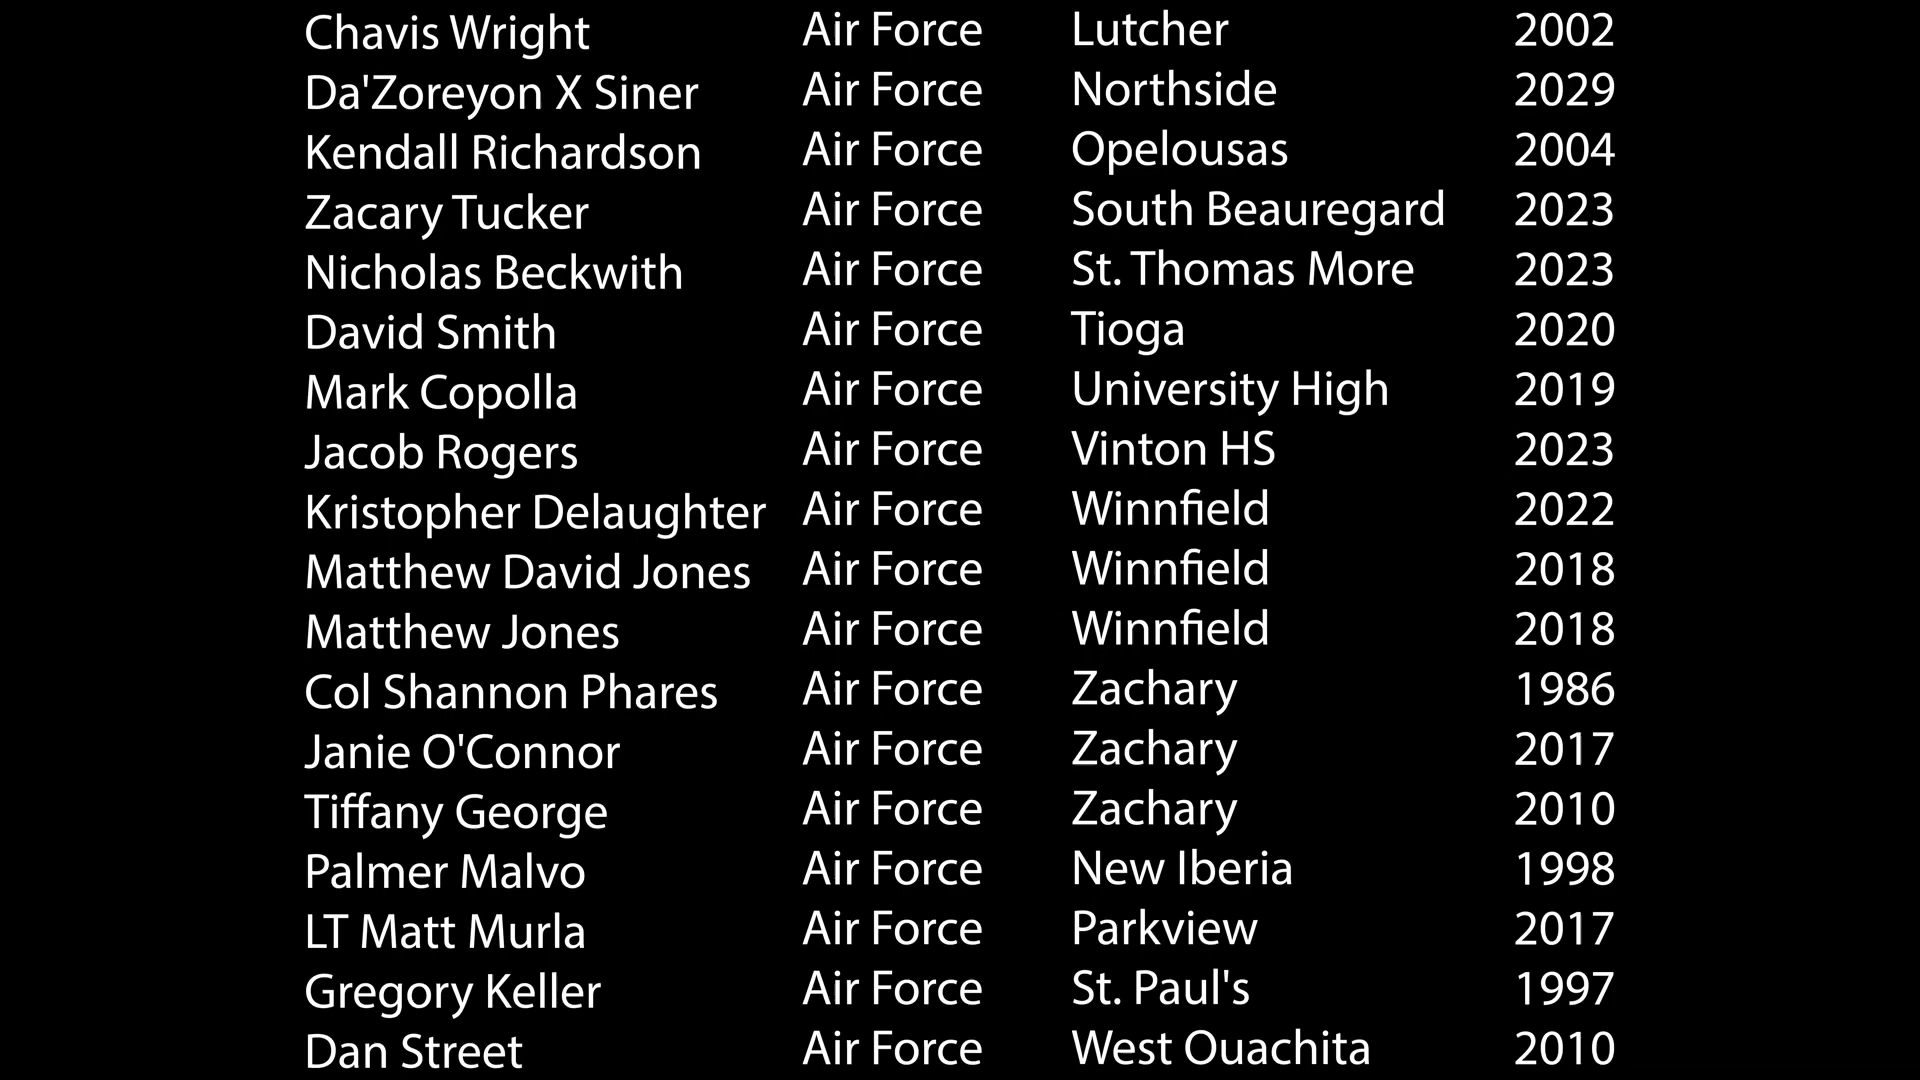 Chavis Wright Air Force Lutcher 2002
Da'Zoreyon X Siner Air Force Northside 2029
Kendall Richardson Air Force Opelousas 2004
Zacary Tucker Air Force South Beauregard 2023
Nicholas Beckwith Air Force St. Thomas More 2023
David Smith Air Force Tioga 2020
Mark Copolla Air Force University High 2019
Jacob Rogers Air Force Vinton HS 2023
Kristopher Delaughter Air Force Winnfield 2022
Matthew David Jones Air Force Winnfield 2018
Matthew Jones Air Force Winnfield 2018
Col Shannon Phares Air Force Zachary 1986
Janie O'Connor Air Force Zachary 2017
Tiffany George Air Force Zachary 2010
Palmer Malvo Air Force New Iberia 1998
LT Matt Murla Air Force Parkview 2017
Gregory Keller Air Force St. Paul's 1997
Dan Street Air Force West Ouachita 2010